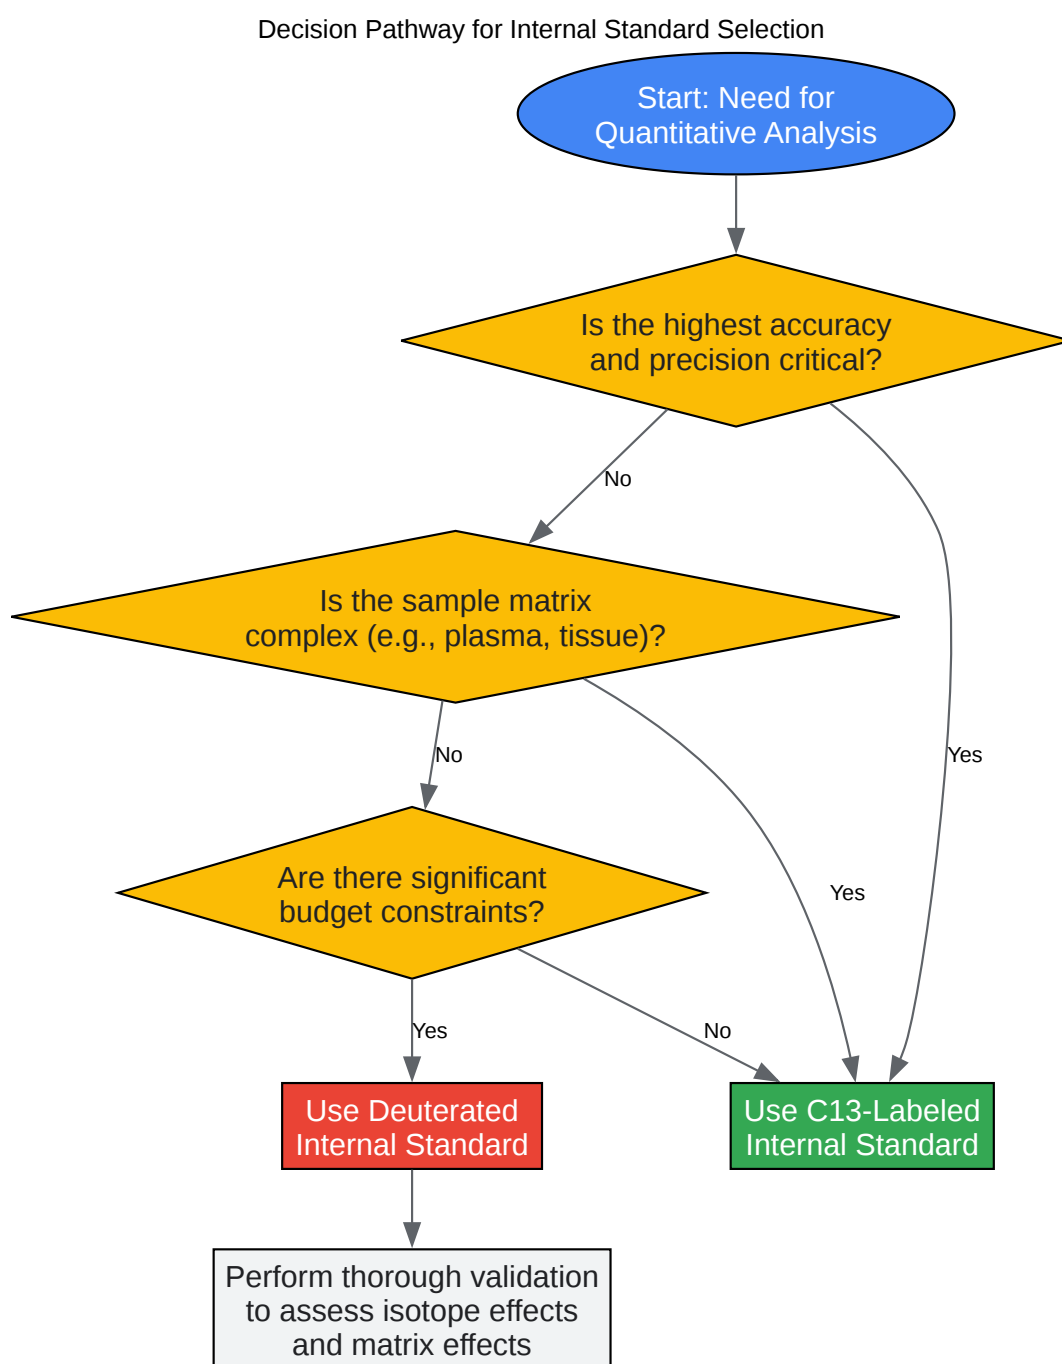 Decision Pathway for Internal Standard Selection
Start: Need for
Quantitative Analysis
Is the highest accuracy
and precision critical?
No
Is the sample matrix
complex (e.g., plasma, tissue)?
No
Yes
Yes
Are there significant
budget constraints?
Yes
No
Use Deuterated
Internal Standard
Use C13-Labeled
Internal Standard
Perform thorough validation
to assess isotope effects
and matrix effects